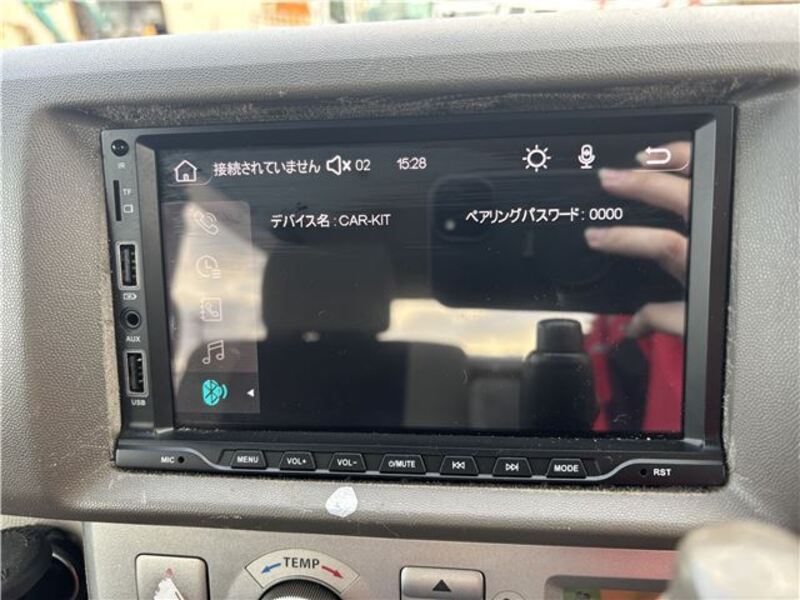 接続されていません 02 15:28
デバイス名 : CAR-KIT ペアリングパスワード : 0000
IR
TF
AUX
USB
MIC MENU VOL+ VOL- ⏻/MUTE MODE RST
TEMP